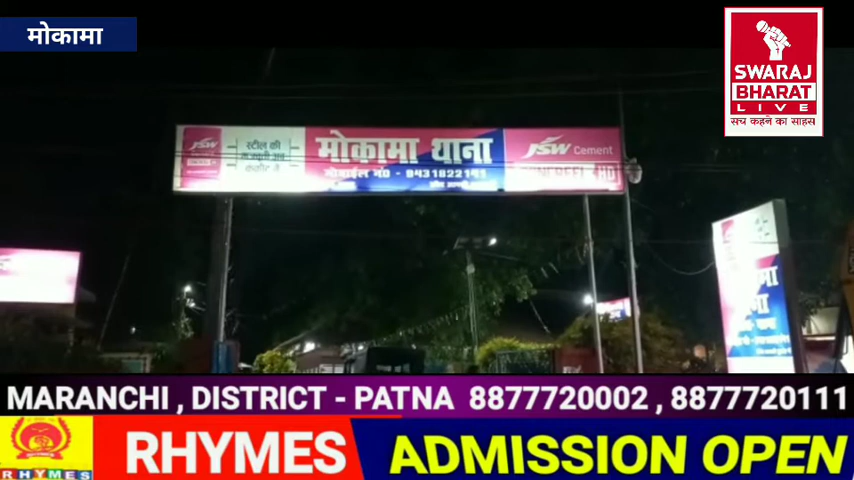 मोकामा
SWARAJ
BHARAT
LIVE
सच कहने का साहस
JSW
स्टील की
मोकामा थाना
JSW Cement
मोबाईल नं० - 9431822141
MARANCHI , DISTRICT - PATNA 8877720002 , 8877720111
RHYMES
RHYMES
ADMISSION OPEN